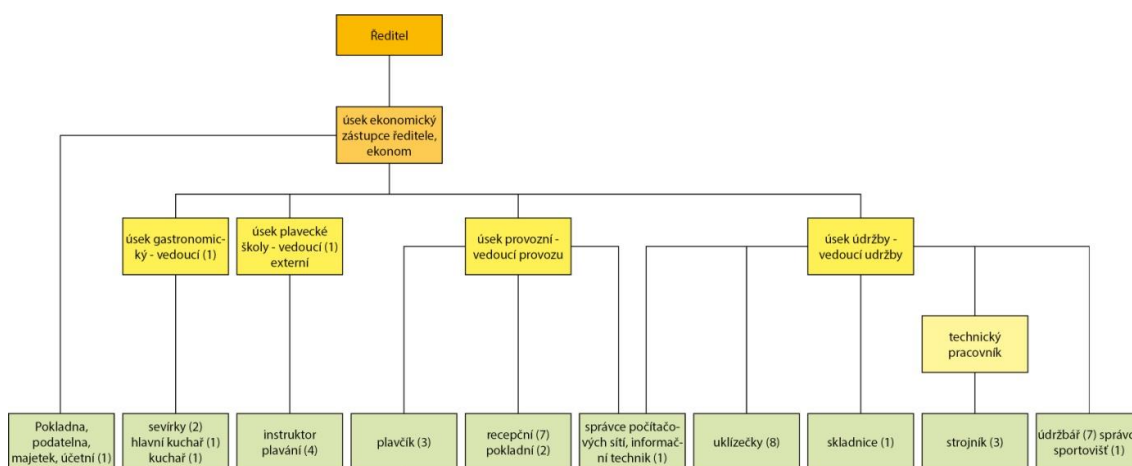 Ředitel
úsek ekonomický
zástupce ředitele,
ekonom
úsek gastronomic-
ký - vedoucí (1)
úsek plavecké
školy - vedoucí (1)
externí
úsek provozní -
vedoucí provozu
úsek údržby -
vedoucí udržby
technický
pracovník
Pokladna,
podatelna,
majetek, účetní (1)
sevírky (2)
hlavní kuchař (1)
kuchař (1)
instruktor
plavání (4)
plavčík (3)
recepční (7)
pokladní (2)
správce počítačo-
vých sítí, informač-
ní technik (1)
uklízečky (8)
skladnice (1)
strojník (3)
údržbář (7) správce
sportovišť (1)